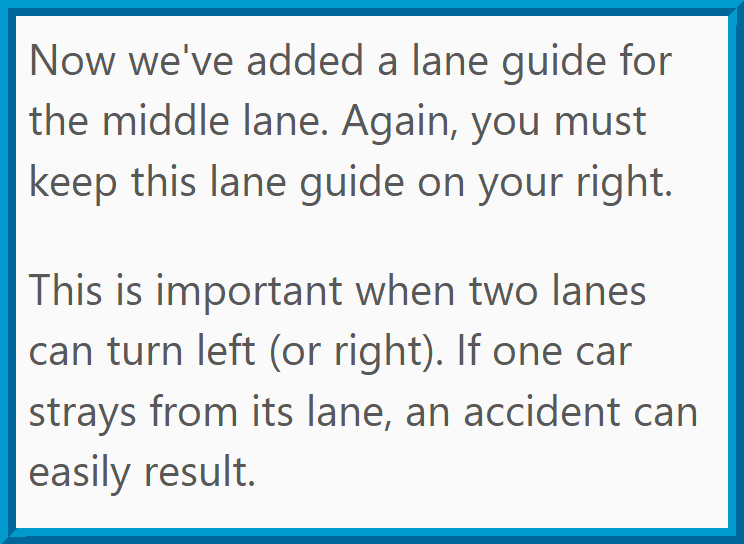 Now we've added a lane guide for
the middle lane. Again, you must
keep this lane guide on your right.
This is important when two lanes
can turn left (or right). If one car
strays from its lane, an accident can
easily result.